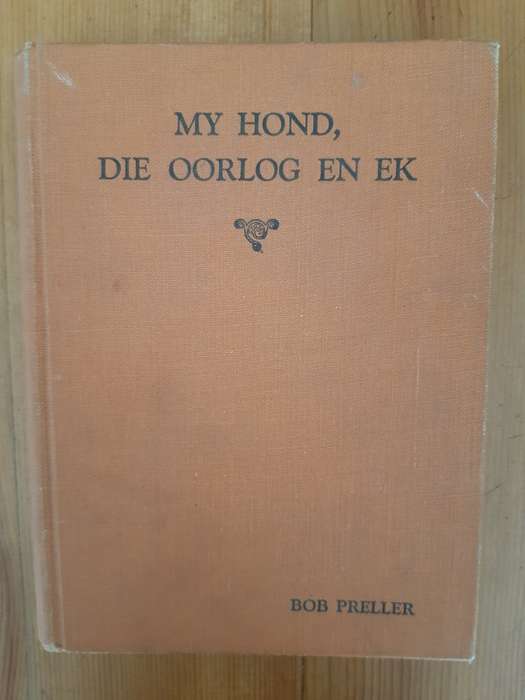 MY HOND,
DIE OORLOG EN EK
BOB PRELLER